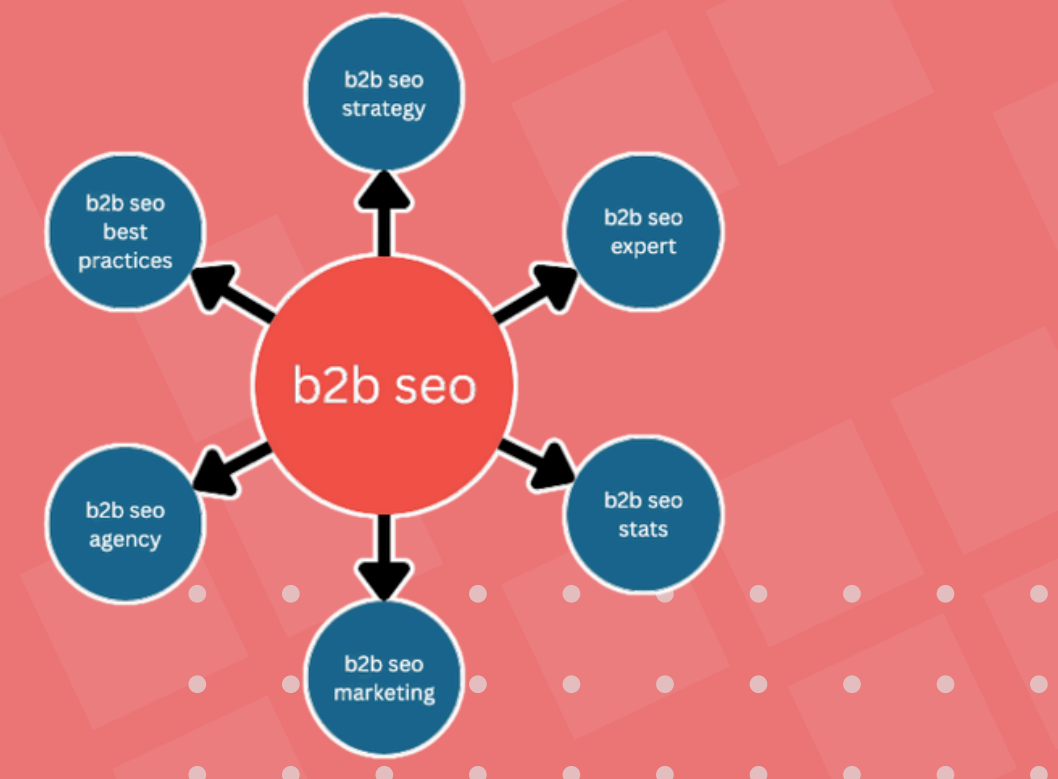 b2b seo
strategy
b2b seo
best
practices
b2b seo
expert
b2b seo
b2b seo
agency
b2b seo
stats
b2b seo
marketing